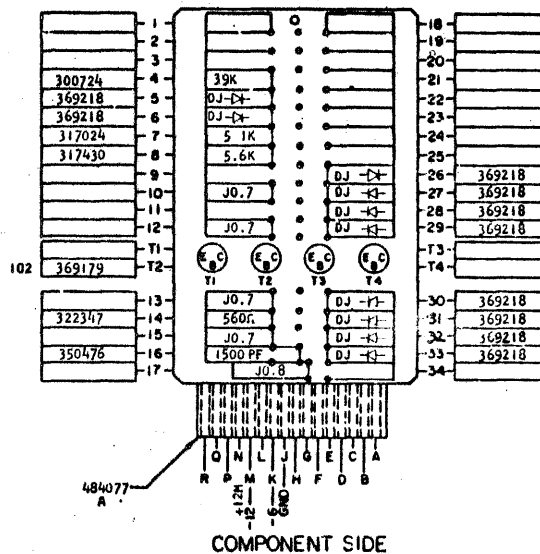 1 18
2 19
3 20
300724 4 39K 21
369218 5 DJ 22
369218 6 DJ 23
317024 7 5.1K 24
317430 8 5.6K 25
9 DJ 26 369218
10 J0.7 DJ 27 369218
11 DJ 28 369218
12 J0.7 DJ 29 369218
T1 E B C E B C E B C E B C T3
102 369179 T2 T1 T2 T3 T4 T4
13 J0.7 DJ 30 369218
322347 14 560Ω DJ 31 369218
15 J0.7 DJ 32 369218
350476 16 1500 PF DJ 33 369218
17 J0.8 34
Q N L J G E C A
R P M K H F D B
484077
A
+12M
-12
-6
GND
COMPONENT SIDE